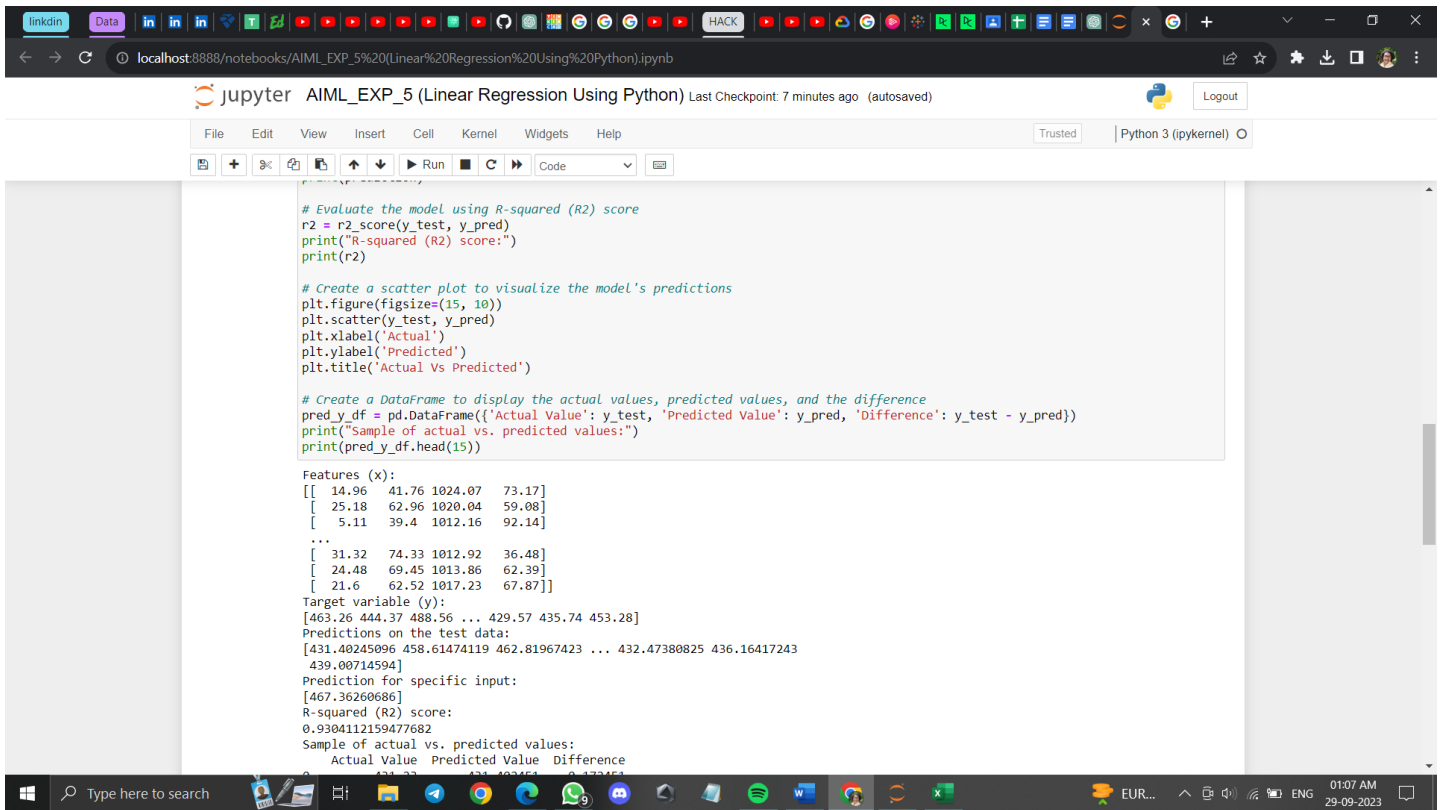 linkdin Data HACK
localhost:8888/notebooks/AIML_EXP_5%20(Linear%20Regression%20Using%20Python).ipynb
jupyter AIML_EXP_5 (Linear Regression Using Python) Last Checkpoint: 7 minutes ago (autosaved) Logout
File Edit View Insert Cell Kernel Widgets Help Trusted Python 3 (ipykernel)
Run Code
# Evaluate the model using R-squared (R2) score
r2 = r2_score(y_test, y_pred)
print("R-squared (R2) score:")
print(r2)
# Create a scatter plot to visualize the model's predictions
plt.figure(figsize=(15, 10))
plt.scatter(y_test, y_pred)
plt.xlabel('Actual')
plt.ylabel('Predicted')
plt.title('Actual Vs Predicted')
# Create a DataFrame to display the actual values, predicted values, and the difference
pred_y_df = pd.DataFrame({'Actual Value': y_test, 'Predicted Value': y_pred, 'Difference': y_test - y_pred})
print("Sample of actual vs. predicted values:")
print(pred_y_df.head(15))
Features (x):
[[ 14.96 41.76 1024.07 73.17]
[ 25.18 62.96 1020.04 59.08]
[ 5.11 39.4 1012.16 92.14]
...
[ 31.32 74.33 1012.92 36.48]
[ 24.48 69.45 1013.86 62.39]
[ 21.6 62.52 1017.23 67.87]]
Target variable (y):
[463.26 444.37 488.56 ... 429.57 435.74 453.28]
Predictions on the test data:
[431.40245096 458.61474119 462.81967423 ... 432.47380825 436.16417243
439.00714594]
Prediction for specific input:
[467.36260686]
R-squared (R2) score:
0.9304112159477682
Sample of actual vs. predicted values:
Actual Value Predicted Value Difference
Type here to search 9 EUR... ENG 01:07 AM
29-09-2023